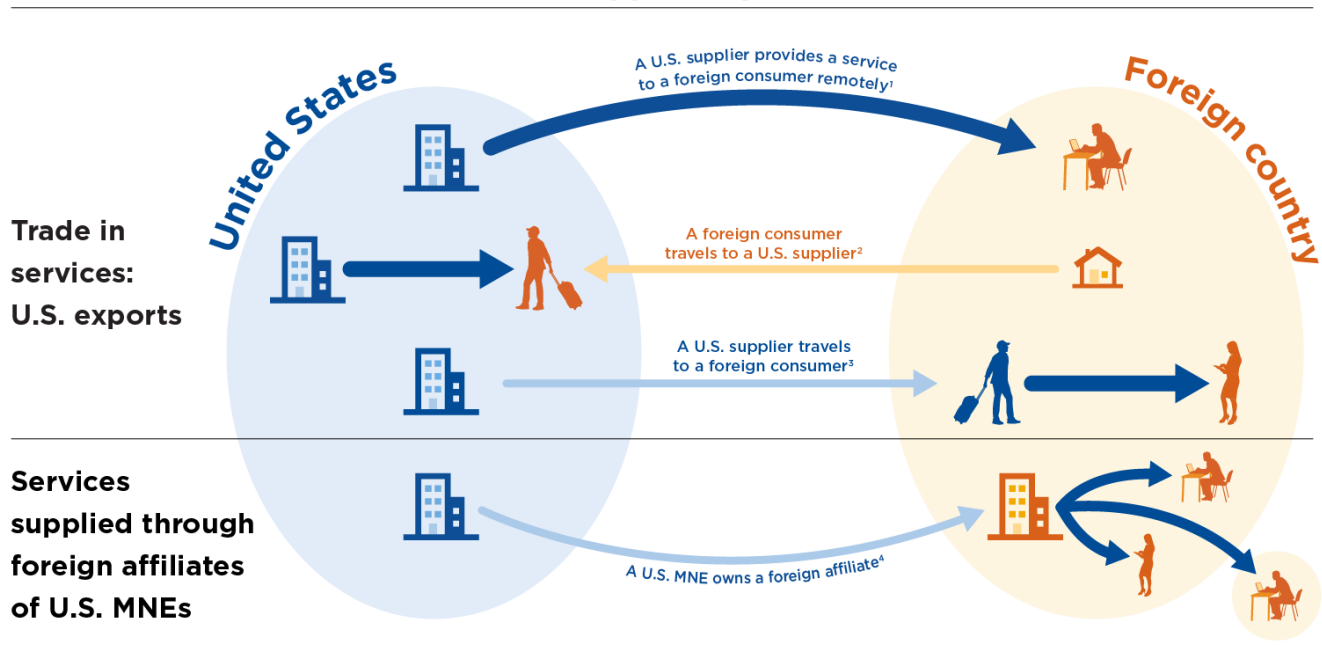 United States
Foreign country
A U.S. supplier provides a service
to a foreign consumer remotely¹
Trade in
services:
U.S. exports
A foreign consumer
travels to a U.S. supplier²
A U.S. supplier travels
to a foreign consumer³
Services
supplied through
foreign affiliates
of U.S. MNEs
A U.S. MNE owns a foreign affiliate⁴